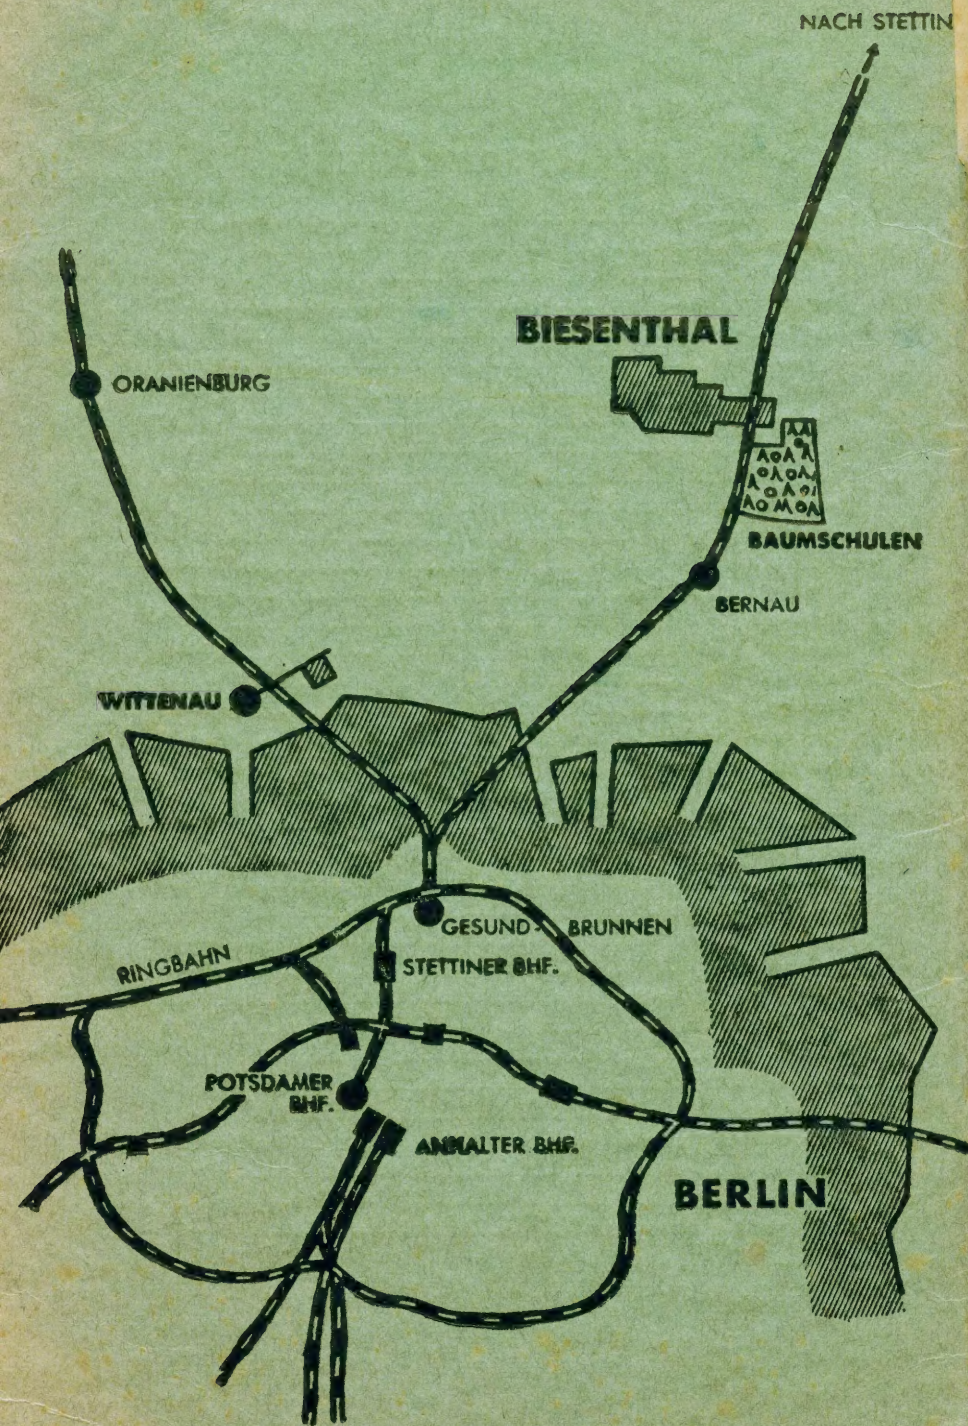 NACH STETTIN
BIESENTHAL
ORANIENBURG
BAUMSCHULEN
BERNAU
WITTENAU
GESUND- BRUNNEN
RINGBAHN
STETTINER BHF.
POTSDAMER
BHF.
ANHALTER BHF.
BERLIN